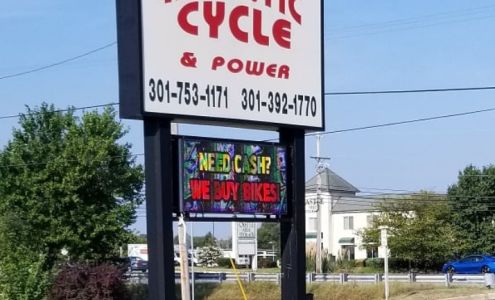 CYCLE
& POWER
301-753-1171 301-392-1770
NEED CASH?
WE BUY BIKES!